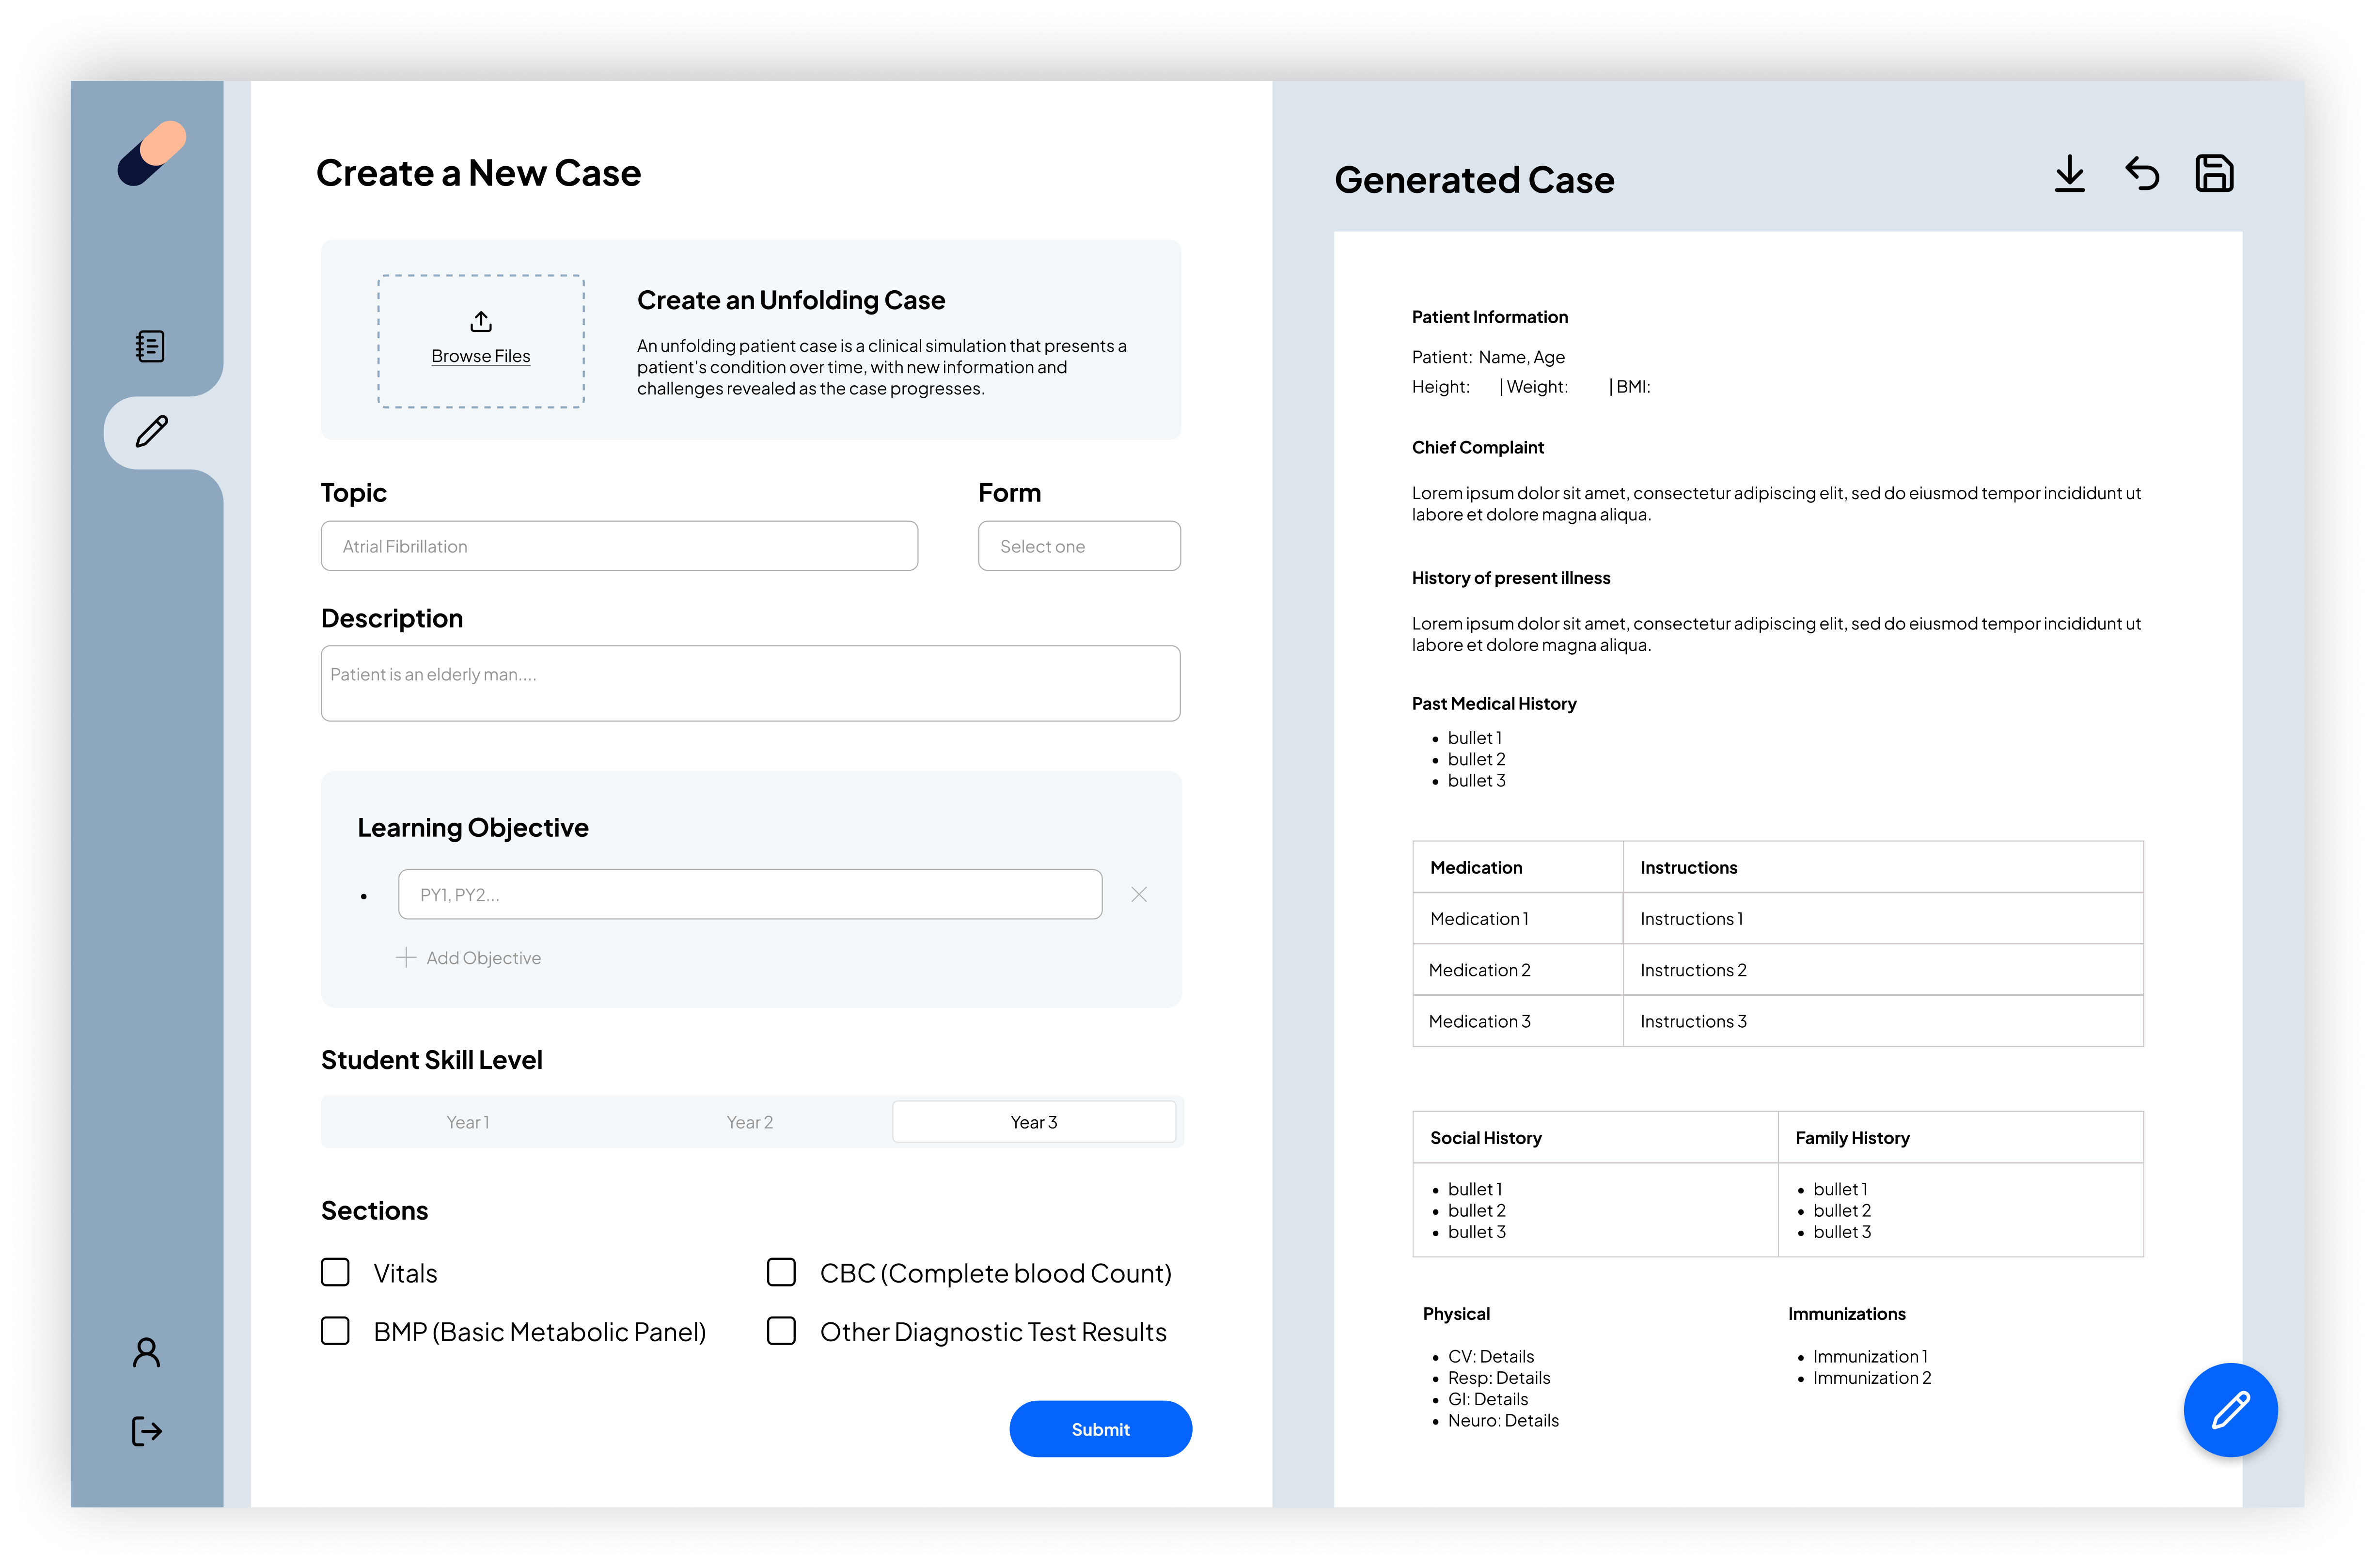 Create a New Case
Browse Files
Create an Unfolding Case
An unfolding patient case is a clinical simulation that presents a
patient's condition over time, with new information and
challenges revealed as the case progresses.
Topic
Form
Atrial Fibrillation
Select one
Description
Patient is an elderly man....
Learning Objective
• PY1, PY2...
Add Objective
Student Skill Level
Year 1 Year 2 Year 3
Sections
Vitals
CBC (Complete blood Count)
BMP (Basic Metabolic Panel)
Other Diagnostic Test Results
Submit
Generated Case
Patient Information
Patient: Name, Age
Height: | Weight: | BMI:
Chief Complaint
Lorem ipsum dolor sit amet, consectetur adipiscing elit, sed do eiusmod tempor incididunt ut
labore et dolore magna aliqua.
History of present illness
Lorem ipsum dolor sit amet, consectetur adipiscing elit, sed do eiusmod tempor incididunt ut
labore et dolore magna aliqua.
Past Medical History
• bullet 1
• bullet 2
• bullet 3
Medication Instructions
Medication 1 Instructions 1
Medication 2 Instructions 2
Medication 3 Instructions 3
Social History
• bullet 1
• bullet 2
• bullet 3
Family History
• bullet 1
• bullet 2
• bullet 3
Physical
• CV: Details
• Resp: Details
• GI: Details
• Neuro: Details
Immunizations
• Immunization 1
• Immunization 2